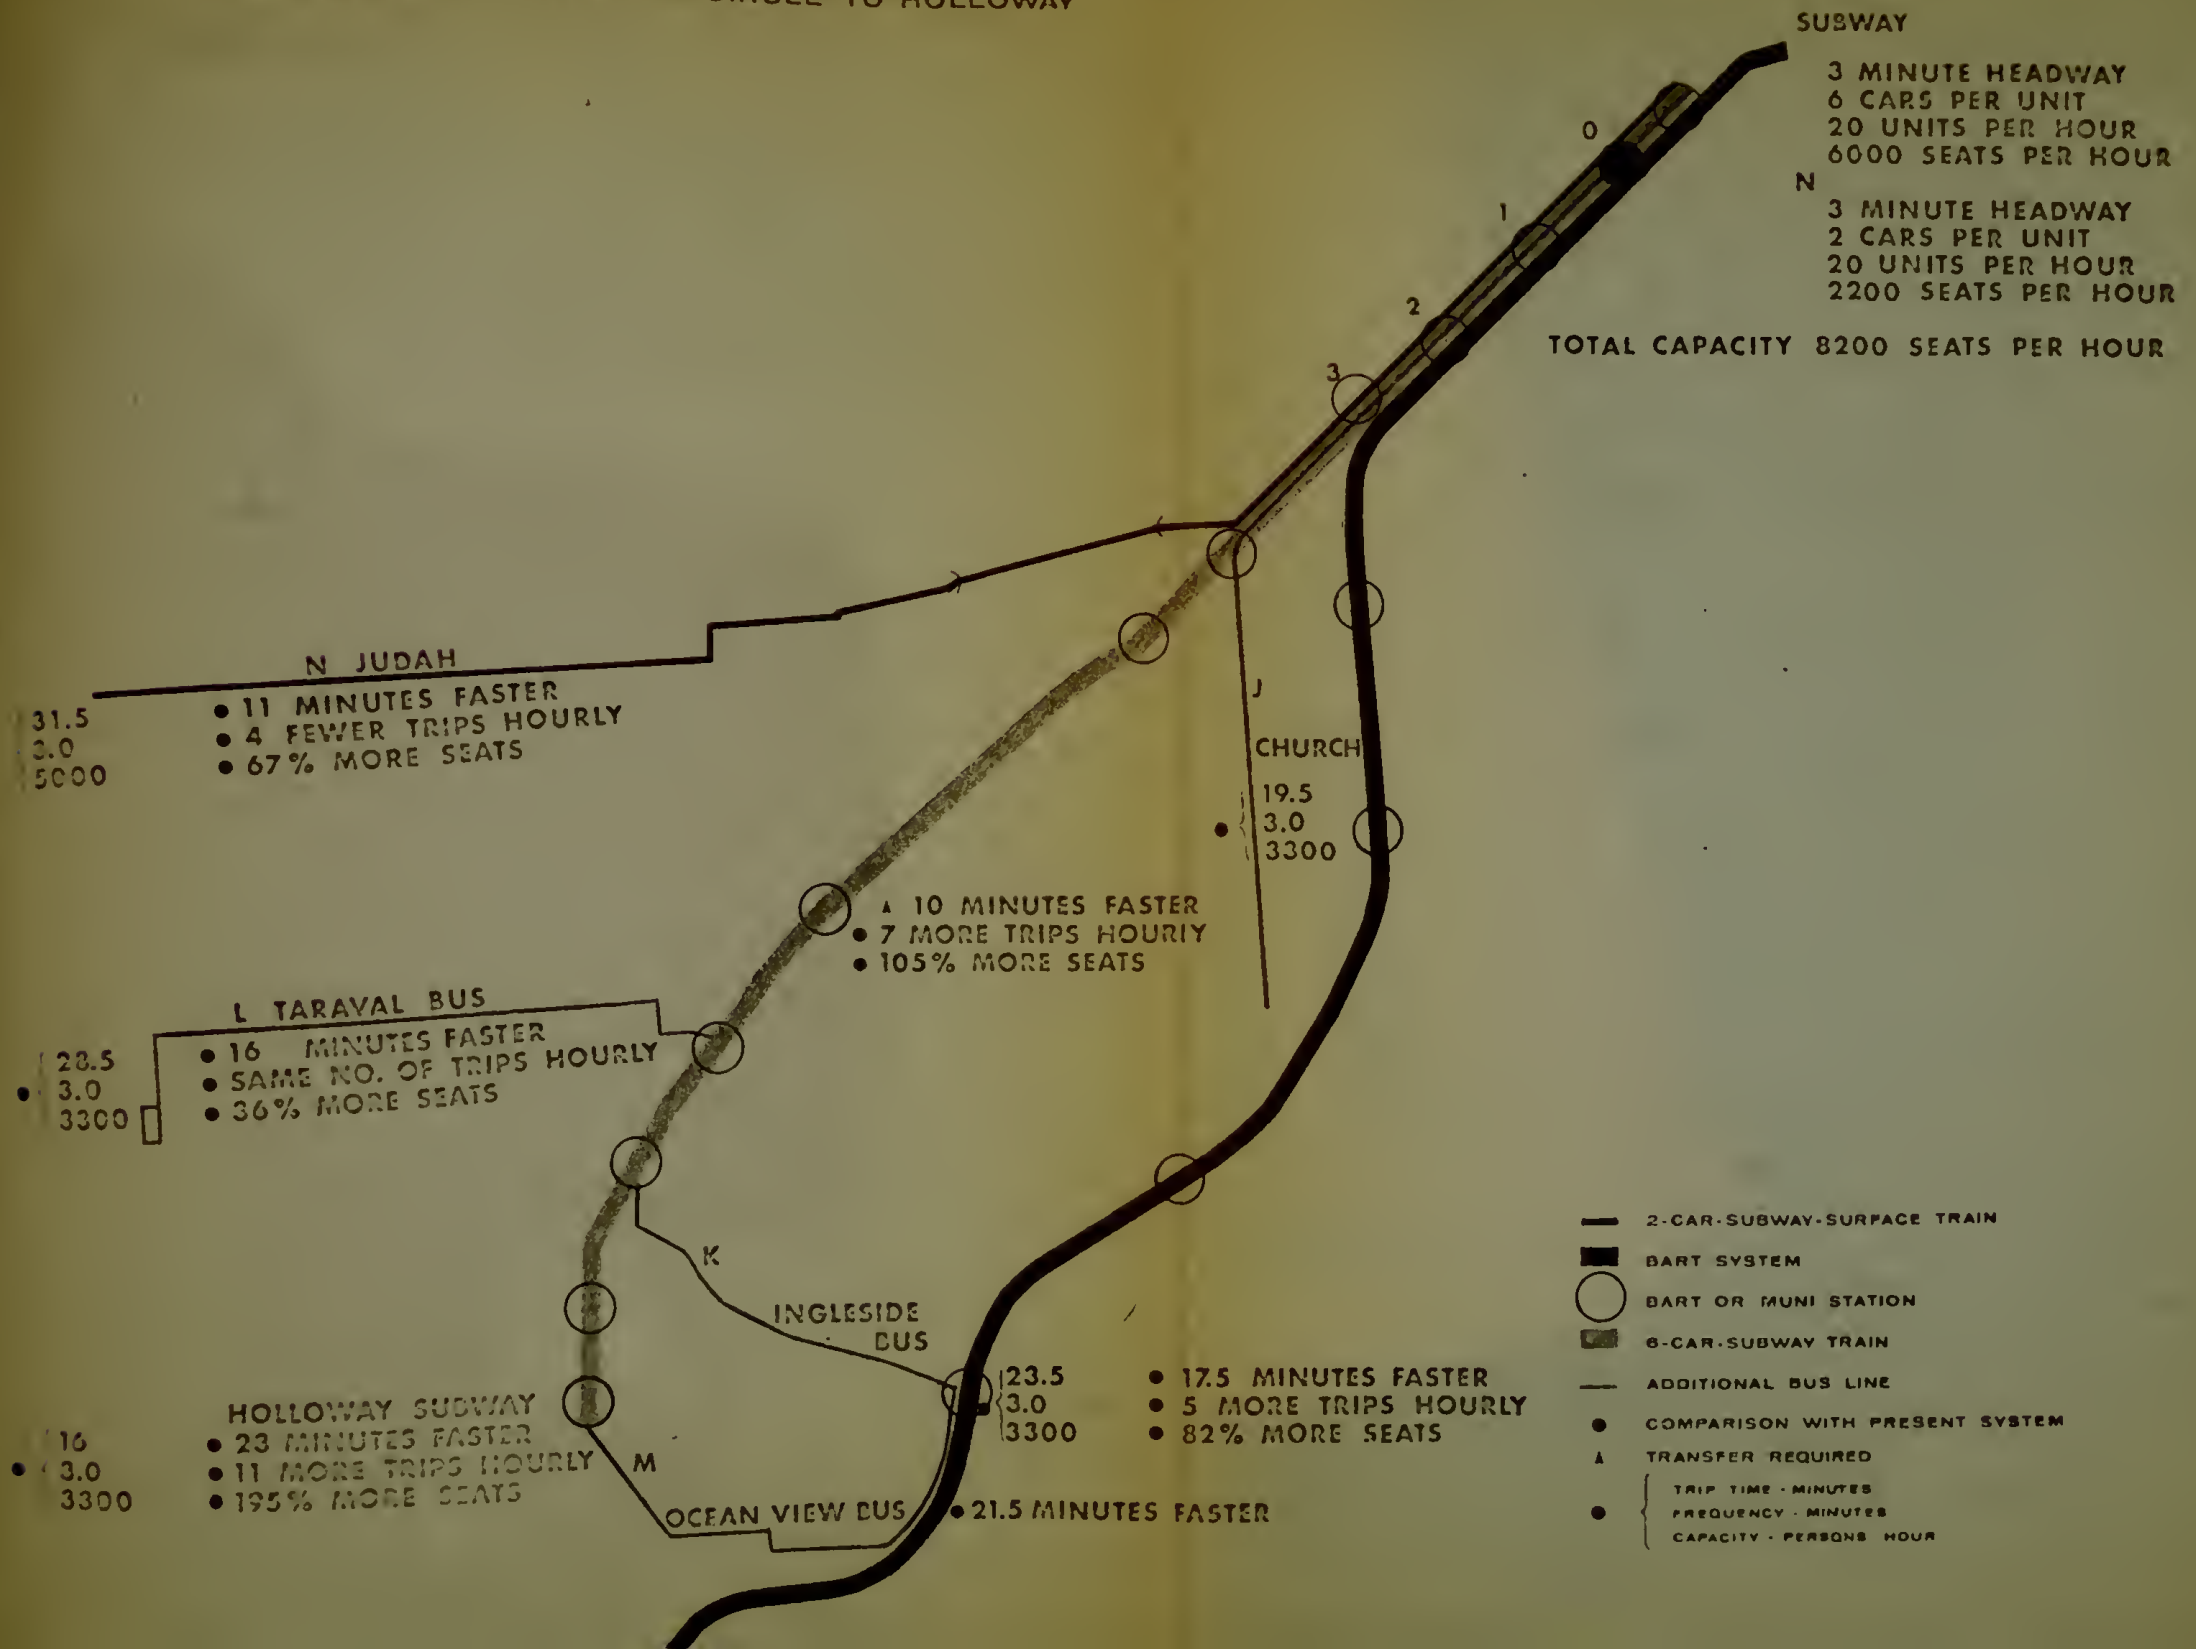 TO HOLLOWAY
SUBWAY
3 MINUTE HEADWAY
6 CARS PER UNIT
20 UNITS PER HOUR
6000 SEATS PER HOUR
N
3 MINUTE HEADWAY
2 CARS PER UNIT
20 UNITS PER HOUR
2200 SEATS PER HOUR
TOTAL CAPACITY 8200 SEATS PER HOUR
0
1
2
3
N JUDAH
31.5
3.0
5000
11 MINUTES FASTER
4 FEWER TRIPS HOURLY
67% MORE SEATS
J
CHURCH
19.5
3.0
3300
▲ 10 MINUTES FASTER
● 7 MORE TRIPS HOURLY
● 105% MORE SEATS
L TARAVAL BUS
28.5
3.0
3300
● 16 MINUTES FASTER
● SAME NO. OF TRIPS HOURLY
● 36% MORE SEATS
K
INGLESIDE
BUS
23.5
3.0
3300
● 17.5 MINUTES FASTER
● 5 MORE TRIPS HOURLY
● 82% MORE SEATS
HOLLOWAY SUBWAY
16
3.0
3300
● 23 MINUTES FASTER
● 11 MORE TRIPS HOURLY
● 195% MORE SEATS
M
OCEAN VIEW BUS
● 21.5 MINUTES FASTER
2-CAR-SUBWAY-SURFACE TRAIN
BART SYSTEM
BART OR MUNI STATION
6-CAR-SUBWAY TRAIN
ADDITIONAL BUS LINE
COMPARISON WITH PRESENT SYSTEM
TRANSFER REQUIRED
TRIP TIME - MINUTES
FREQUENCY - MINUTES
CAPACITY - PERSONS HOUR